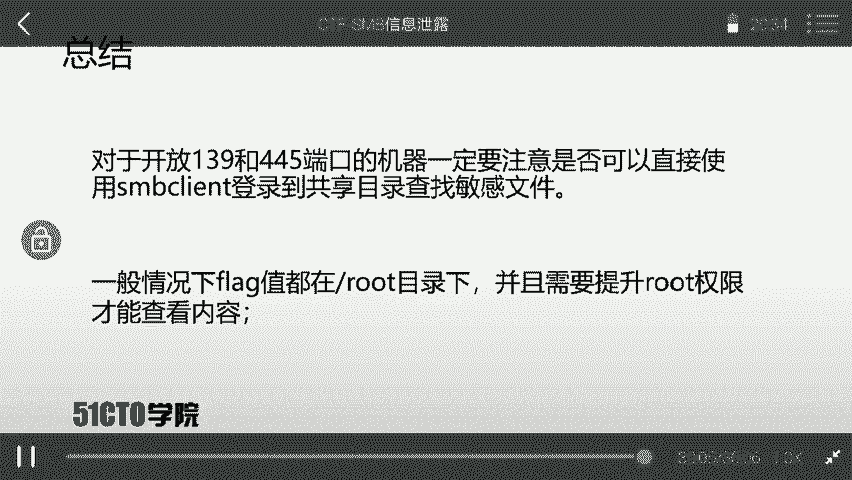 CTF-SMB信息泄露
20:34
总结
对于开放139和445端口的机器一定要注意是否可以直接使
用smbclient登录到共享目录查找敏感文件。
一般情况下flag值都在/root目录下，并且需要提升root权限
才能查看内容；
51CTO学院
1.0X